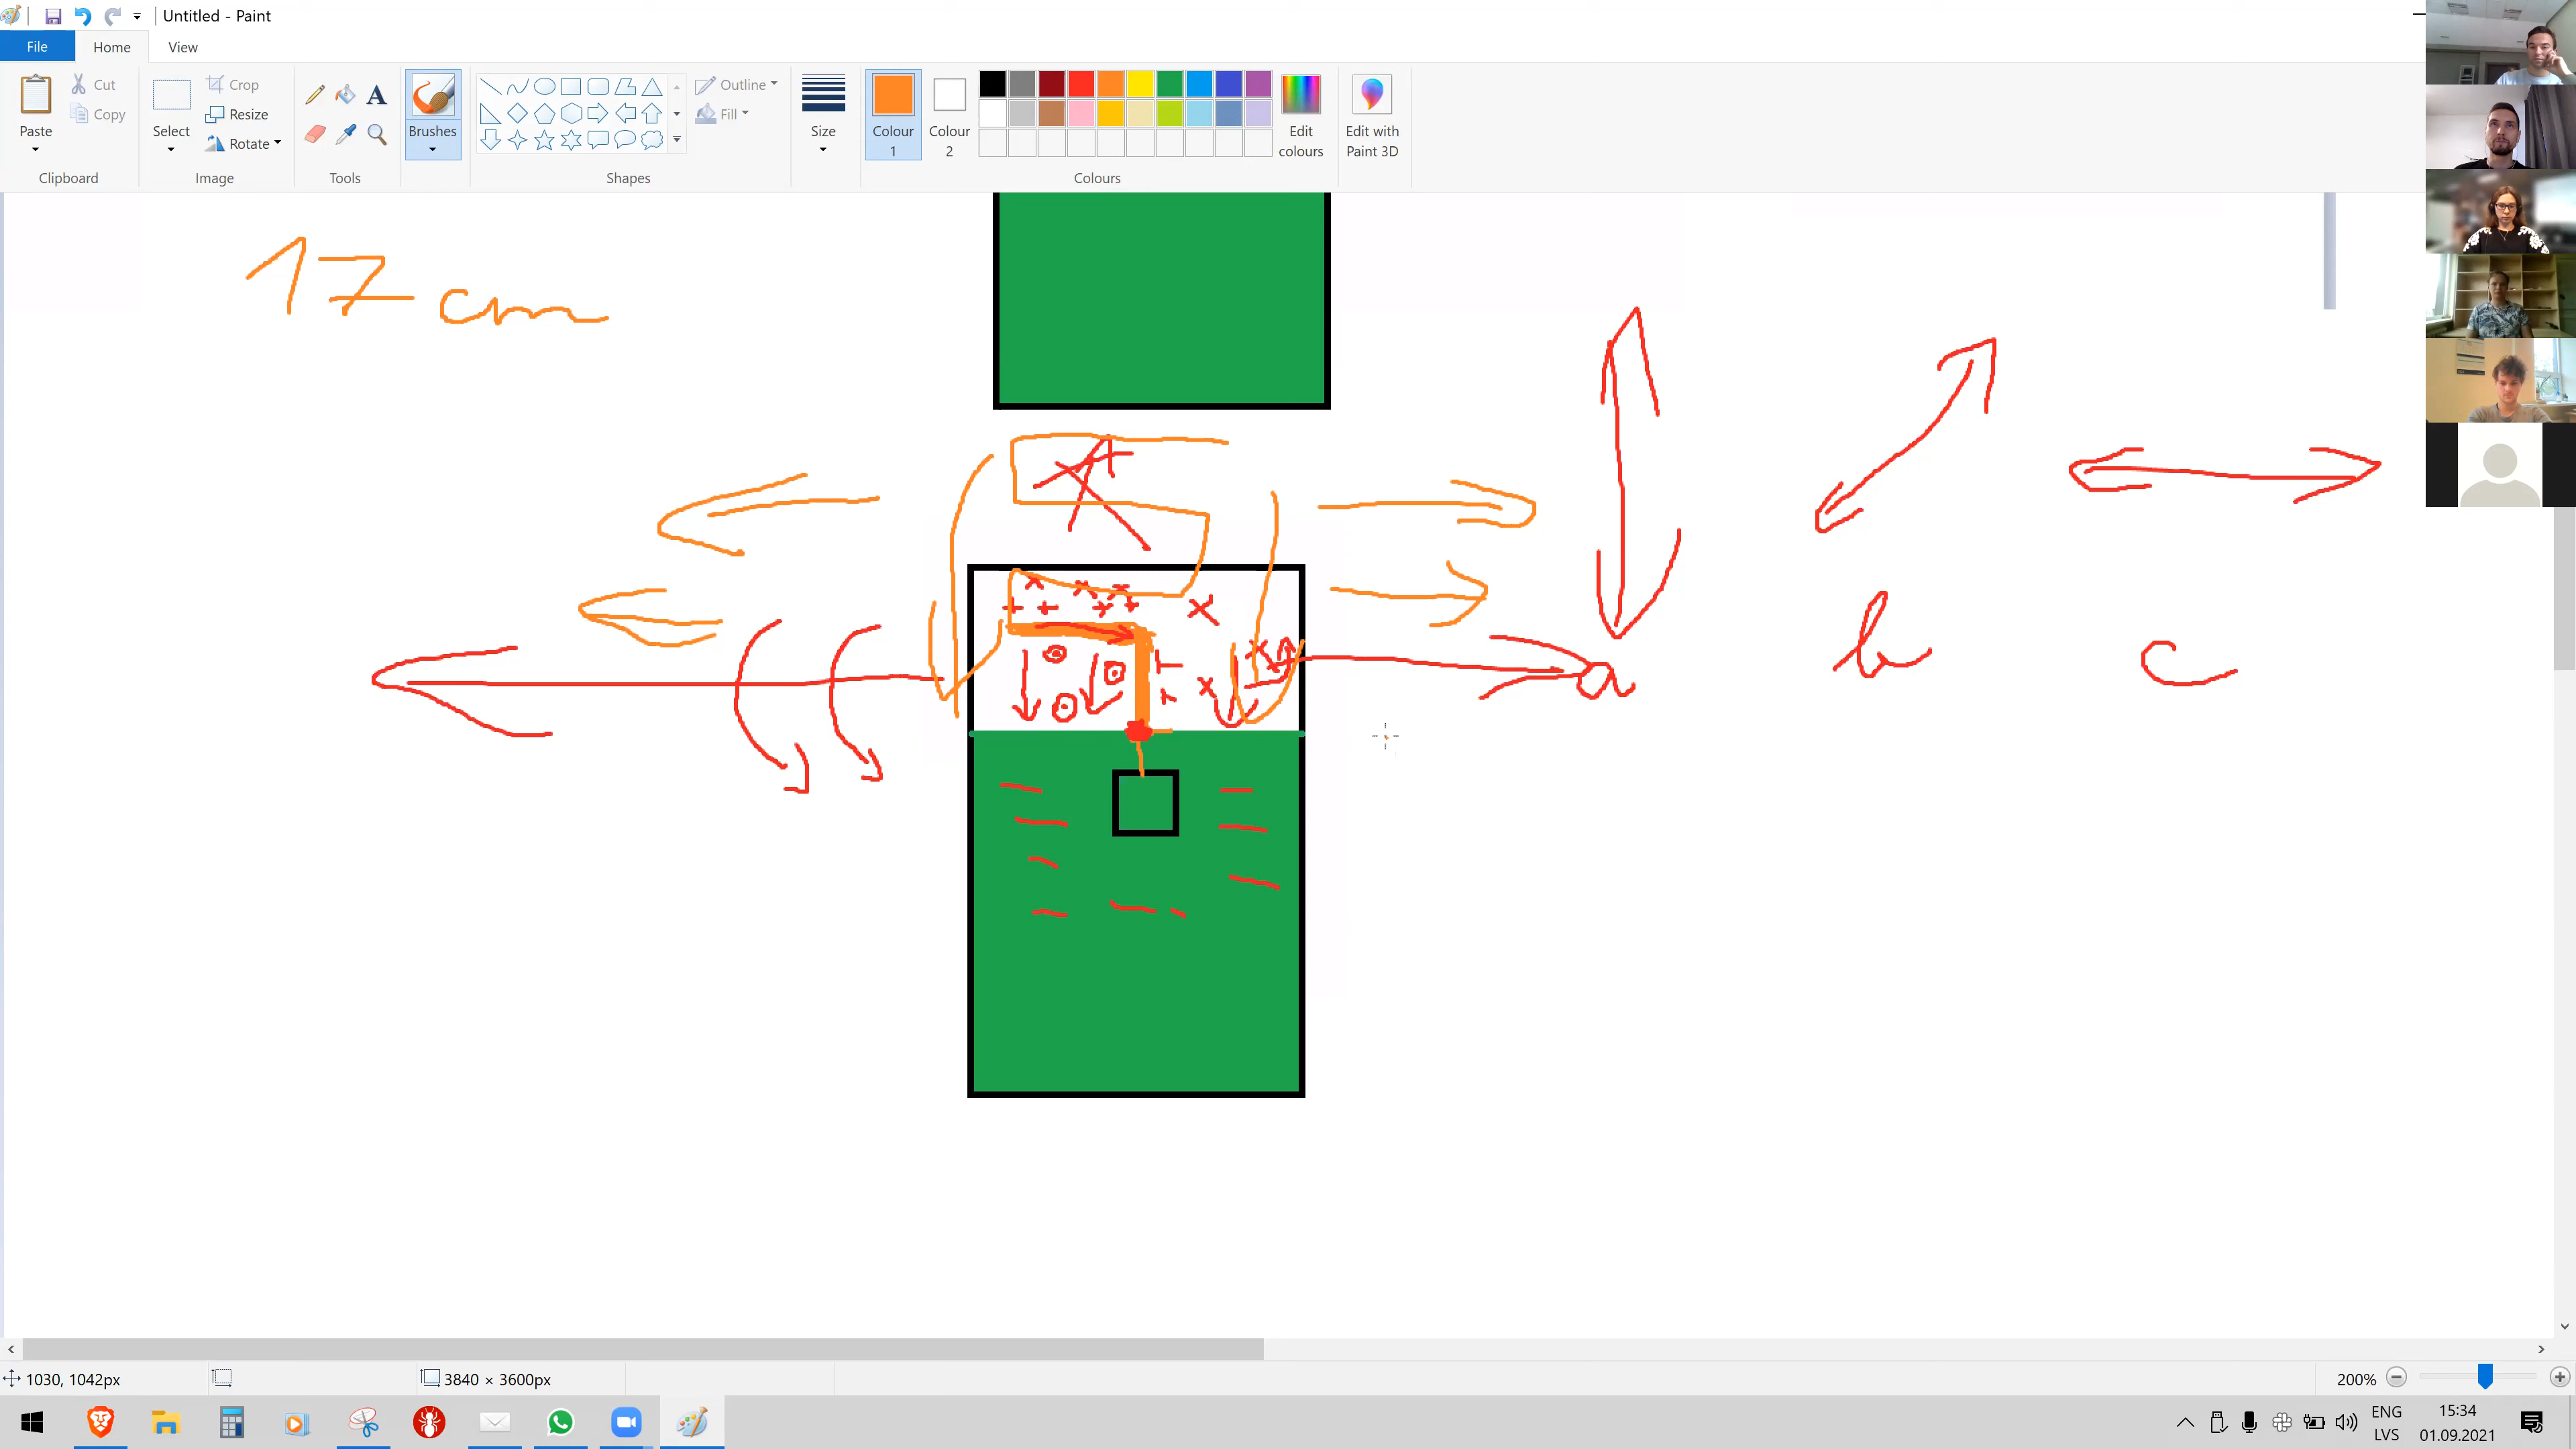 Untitled - Paint
File Home View
Paste
Cut
Copy
Clipboard
Select
Crop
Resize
Rotate
Image
A
Tools
Brushes
Outline
Fill
Shapes
Size
Colour 1
Colour 2
Edit colours
Colours
Edit with Paint 3D
17 cm
a b c
1030, 1042px
3840 × 3600px
200%
ENG
LVS
15:34
01.09.2021